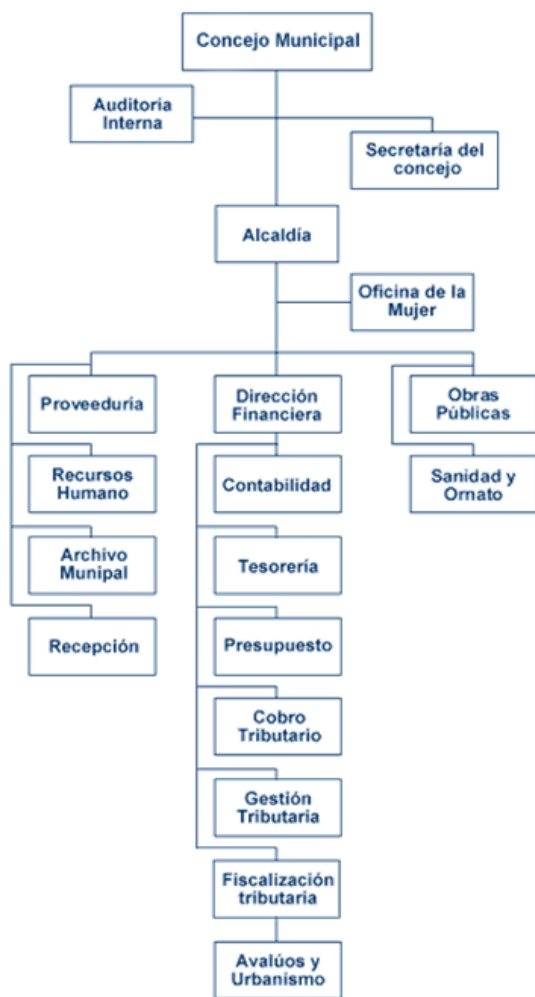 Concejo Municipal
Auditoría
Interna
Secretaría del
concejo
Alcaldía
Oficina de la
Mujer
Proveeduría
Dirección
Financiera
Obras
Públicas
Recursos
Humano
Contabilidad
Sanidad y
Ornato
Archivo
Munipal
Tesorería
Recepción
Presupuesto
Cobro
Tributario
Gestión
Tributaria
Fiscalización
tributaria
Avalúos y
Urbanismo